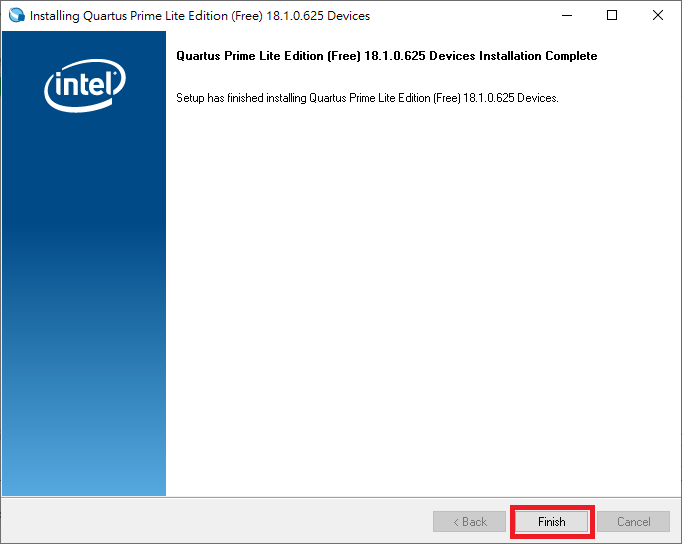 Installing Quartus Prime Lite Edition (Free) 18.1.0.625 Devices
intel
Quartus Prime Lite Edition (Free) 18.1.0.625 Devices Installation Complete
Setup has finished installing Quartus Prime Lite Edition (Free) 18.1.0.625 Devices.
< Back
Finish
Cancel